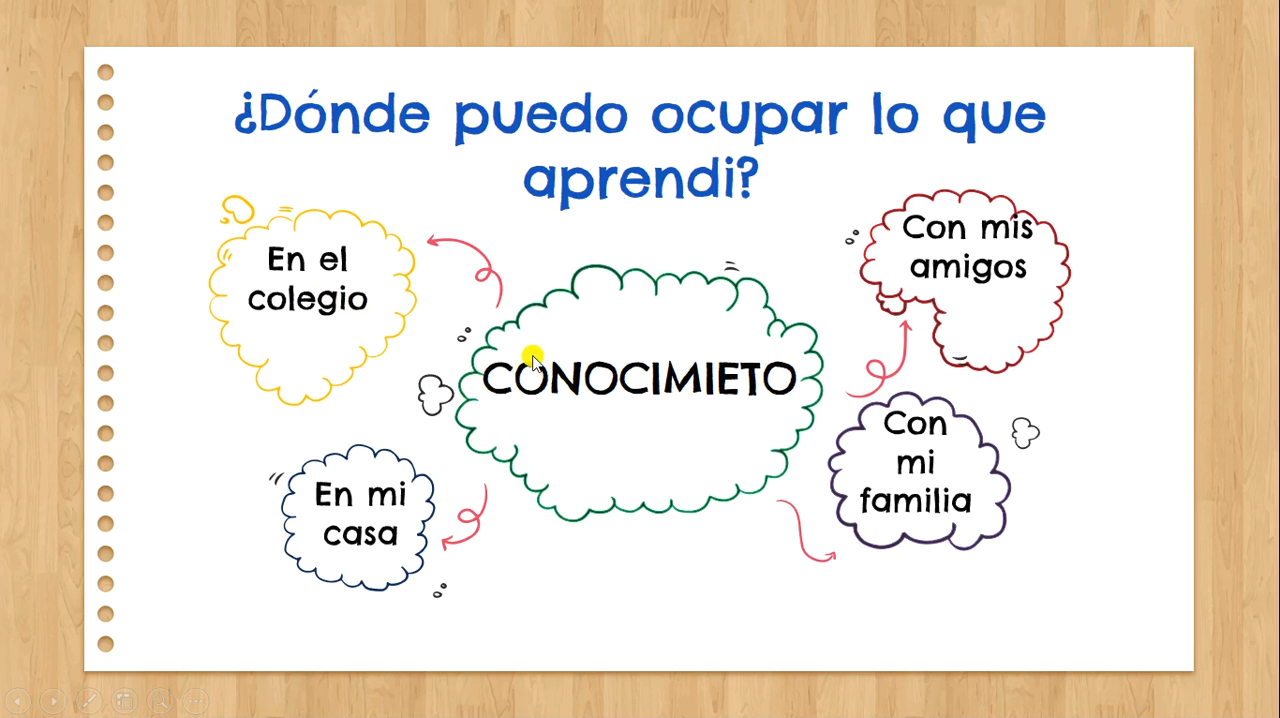 ¿Dónde puedo ocupar lo que
aprendi?
En el
colegio
Con mis
amigos
CONOCIMIETO
En mi
casa
Con
mi
familia